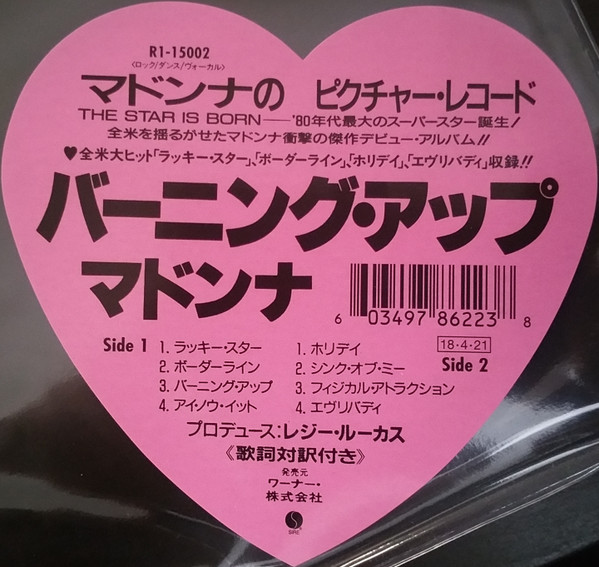 R1-15002
〈ロック/ダンス/ヴォーカル〉
マドンナの ピクチャー・レコード
THE STAR IS BORN——'80年代最大のスーパースター誕生!
全米を揺るがせたマドンナ衝撃の傑作デビュー・アルバム!!
♥全米大ヒット「ラッキー・スター」、「ボーダーライン」、「ホリデイ」、「エヴリバディ」収録!!
バーニング・アップ
マドンナ
6 03497 86223 8
18·4·21
Side 1
1. ラッキー・スター
2. ボーダーライン
3. バーニング・アップ
4. アイ・ノウ・イット
Side 2
1. ホリデイ
2. シンク・オブ・ミー
3. フィジカル・アトラクション
4. エヴリバディ
プロデュース:レジー・ルーカス
《歌詞対訳付き》
発売元
ワーナー・
株式会社
SIRE